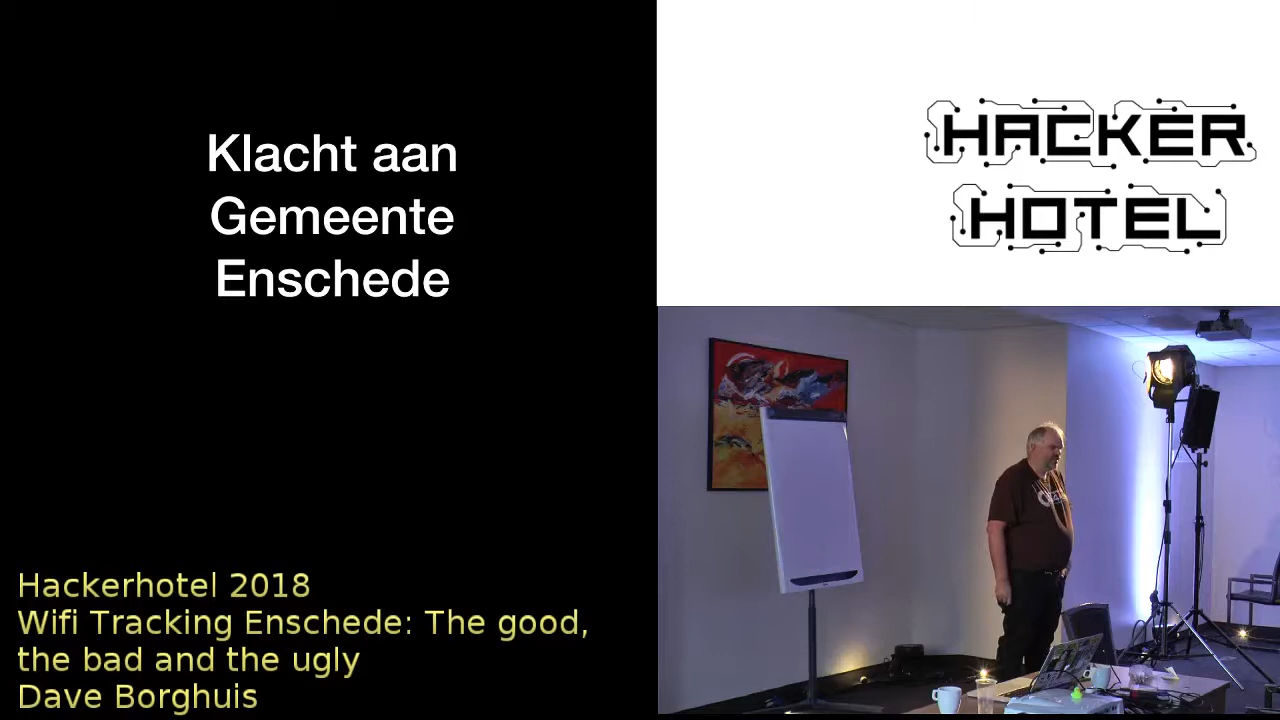 Klacht aan
Gemeente
Enschede
HACKER
HOTEL
Hackerhotel 2018
Wifi Tracking Enschede: The good,
the bad and the ugly
Dave Borghuis